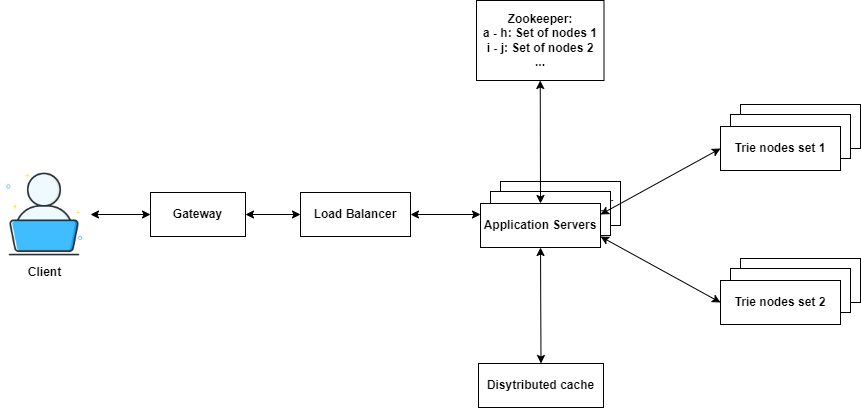 Zookeeper:
a - h: Set of nodes 1
i - j: Set of nodes 2
...
Trie nodes set 1
Gateway
Load Balancer
Application Servers
Client
Trie nodes set 2
Disytributed cache